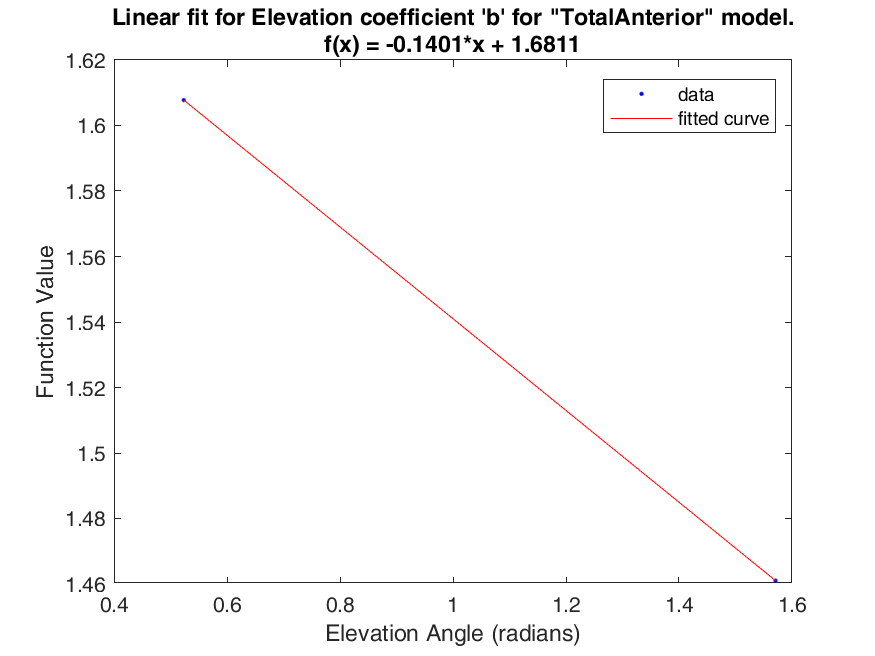 Linear fit for Elevation coefficient 'b' for "TotalAnterior" model.
f(x) = -0.1401*x + 1.6811
1.62
1.6
1.58
1.56
1.54
1.52
1.5
1.48
1.46
Function Value
data
fitted curve
0.4 0.6 0.8 1 1.2 1.4 1.6
Elevation Angle (radians)